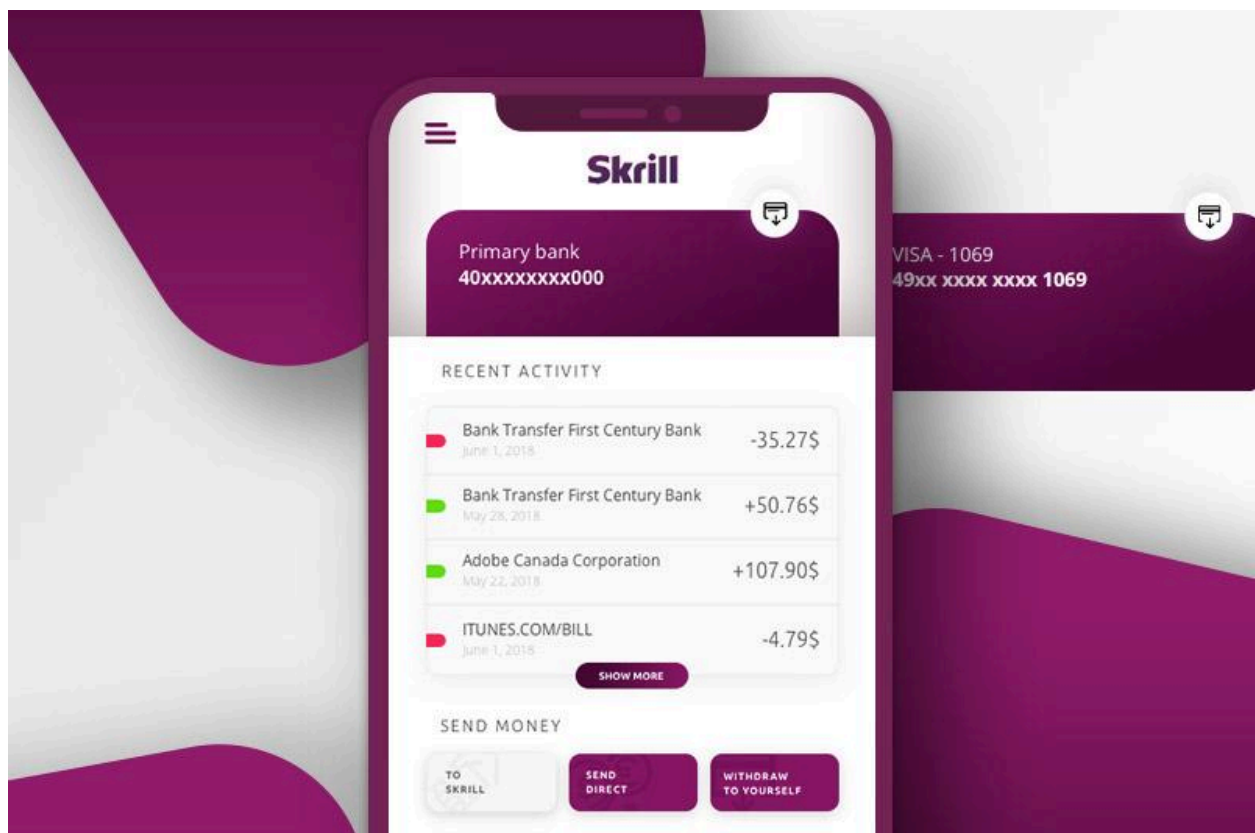 Skrill
Primary bank
40xxxxxxxx000
VISA - 1069
49xx xxxx xxxx 1069
RECENT ACTIVITY
Bank Transfer First Century Bank
-35.27$
June 1, 2018
Bank Transfer First Century Bank
+50.76$
May 28, 2018
Adobe Canada Corporation
+107.90$
May 22, 2018
ITUNES.COM/BILL
-4.79$
June 1, 2018
SHOW MORE
SEND MONEY
TO
SKRILL
SEND
DIRECT
WITHDRAW
TO YOURSELF